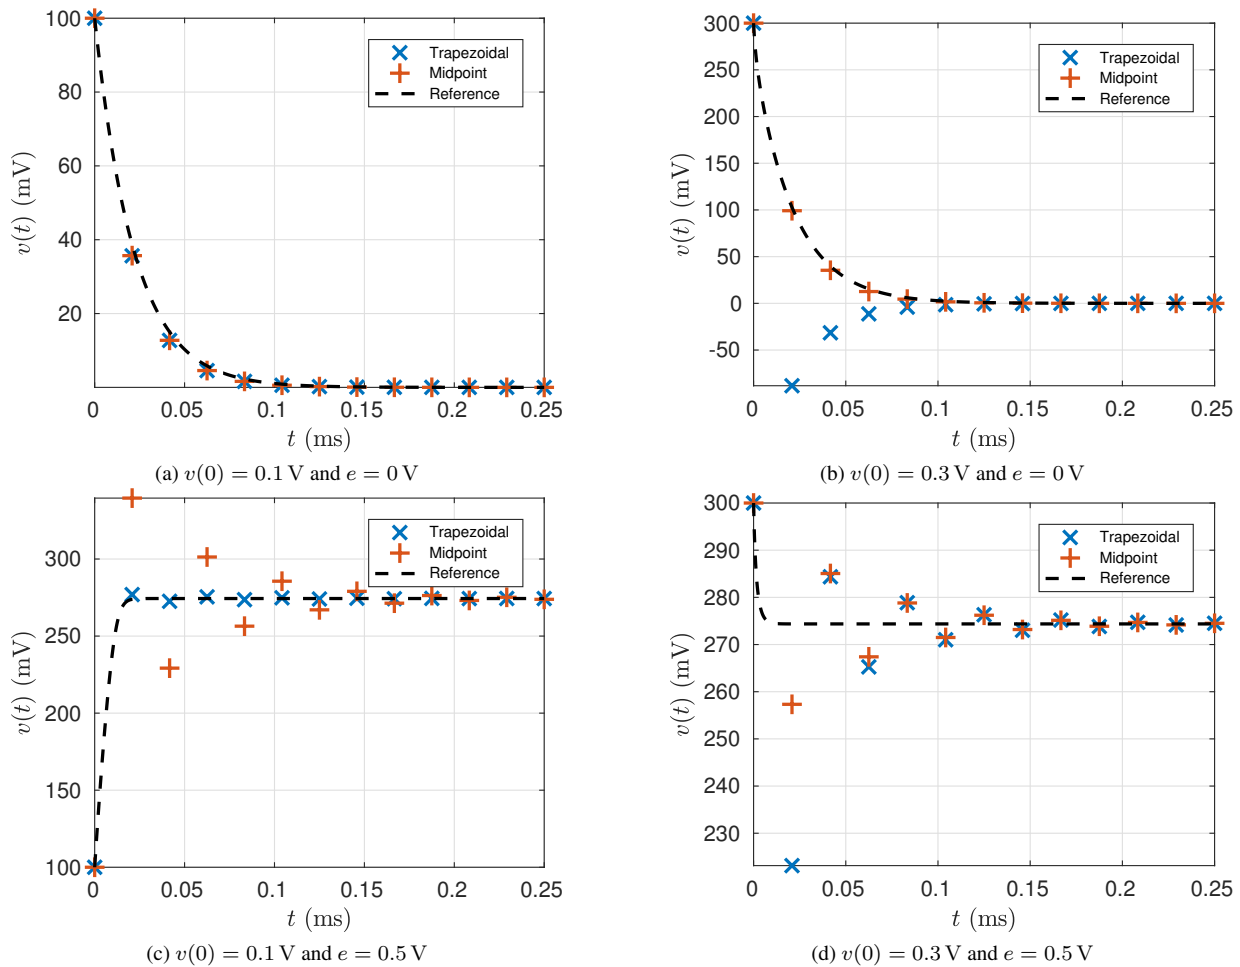 100
80
60
40
20
v(t) (mV)
Trapezoidal
Midpoint
Reference
0
0.05
0.1
0.15
0.2
0.25
t (ms)
(a) v(0) = 0.1 V and e = 0 V
300
250
200
150
100
50
0
-50
v(t) (mV)
Trapezoidal
Midpoint
Reference
0
0.05
0.1
0.15
0.2
0.25
t (ms)
(b) v(0) = 0.3 V and e = 0 V
300
250
200
150
100
v(t) (mV)
Trapezoidal
Midpoint
Reference
0
0.05
0.1
0.15
0.2
0.25
t (ms)
(c) v(0) = 0.1 V and e = 0.5 V
300
290
280
270
260
250
240
230
v(t) (mV)
Trapezoidal
Midpoint
Reference
0
0.05
0.1
0.15
0.2
0.25
t (ms)
(d) v(0) = 0.3 V and e = 0.5 V